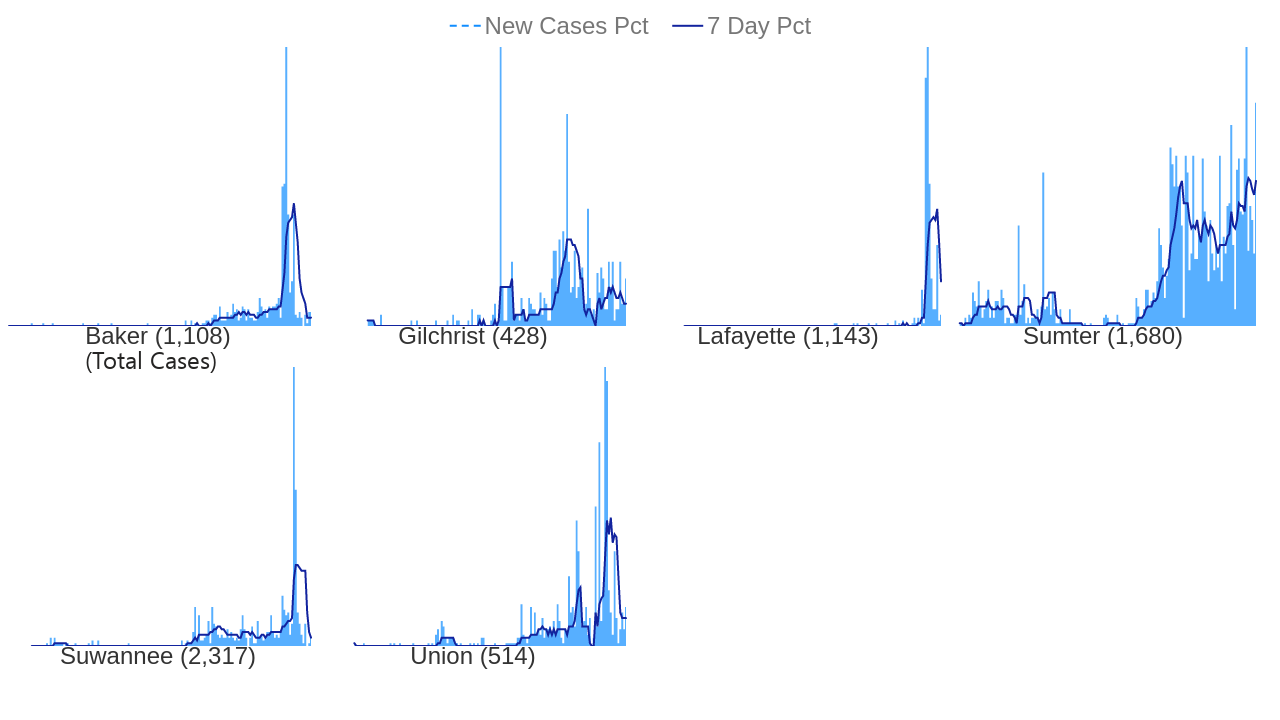 New Cases Pct 7 Day Pct
Baker (1,108)
(Total Cases)
Gilchrist (428)
Lafayette (1,143)
Sumter (1,680)
Suwannee (2,317)
Union (514)